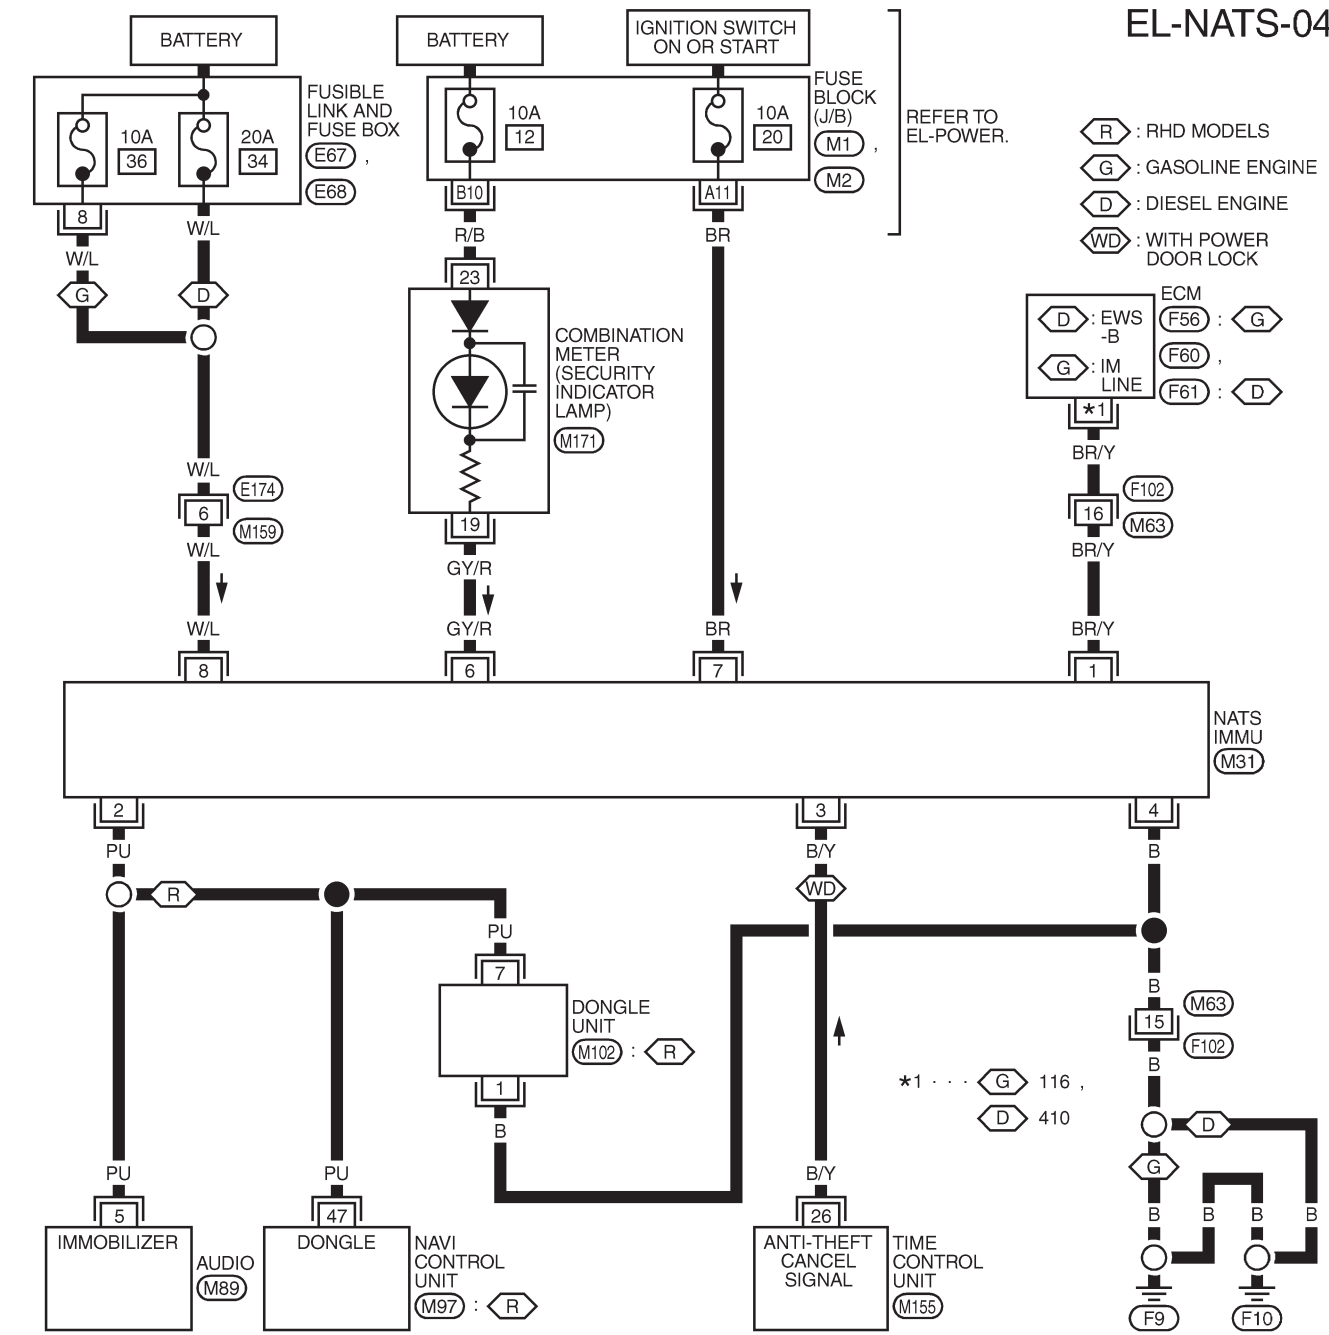 EL-NATS-04
BATTERY
BATTERY
IGNITION SWITCH
ON OR START
10A
36
20A
34
FUSIBLE
LINK AND
FUSE BOX
E67 ,
E68
10A
12
10A
20
FUSE
BLOCK
(J/B)
M1 ,
M2
REFER TO
EL-POWER.
R : RHD MODELS
G : GASOLINE ENGINE
D : DIESEL ENGINE
WD : WITH POWER
DOOR LOCK
8
W/L
W/L
G
D
B10
R/B
23
A11
BR
COMBINATION
METER
(SECURITY
INDICATOR
LAMP)
M171
ECM
D : EWS
-B
G : IM
LINE
F56 : G
F60 ,
F61 : D
*1
BR/Y
F102
16
M63
BR/Y
BR/Y
1
W/L
E174
6
M159
W/L
W/L
8
19
GY/R
GY/R
6
BR
7
NATS
IMMU
M31
2
PU
R
PU
7
DONGLE
UNIT
M102 : R
1
B
3
B/Y
WD
4
B
B
M63
15
F102
B
*1 · · · G 116 ,
D 410
D
G
B
B
B
B
F9
F10
PU
5
IMMOBILIZER
AUDIO
M89
PU
47
DONGLE
NAVI
CONTROL
UNIT
M97 : R
B/Y
26
ANTI-THEFT
CANCEL
SIGNAL
TIME
CONTROL
UNIT
M155